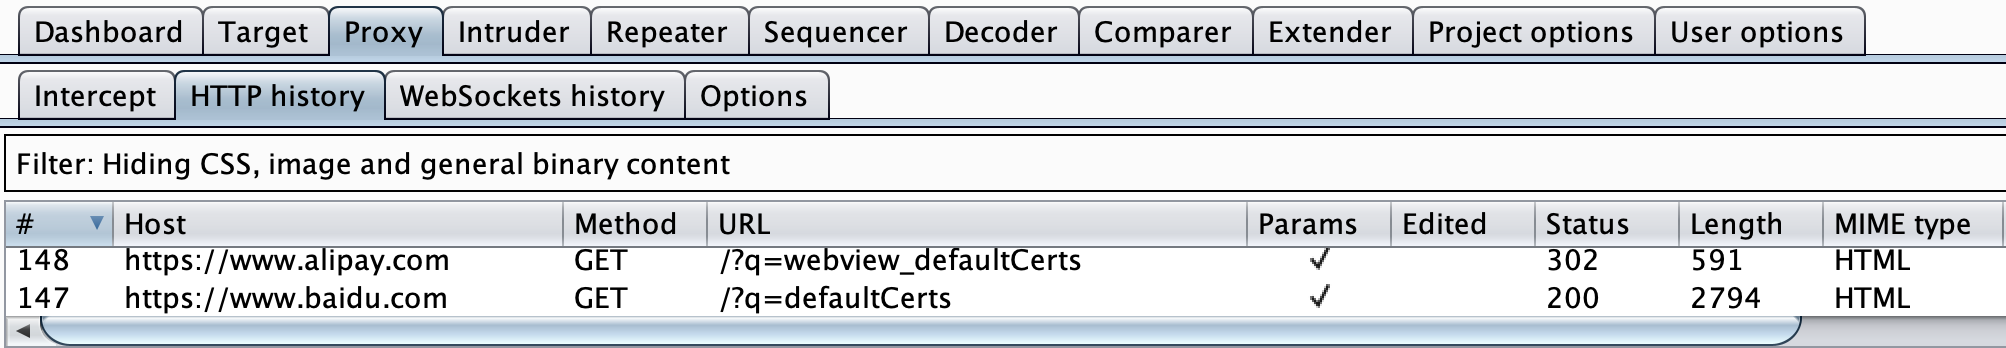 Dashboard Target Proxy Intruder Repeater Sequencer Decoder Comparer Extender Project options User options
Intercept HTTP history WebSockets history Options
Filter: Hiding CSS, image and general binary content
# Host Method URL Params Edited Status Length MIME type
148 https://www.alipay.com GET /?q=webview_defaultCerts ✓ 302 591 HTML
147 https://www.baidu.com GET /?q=defaultCerts ✓ 200 2794 HTML